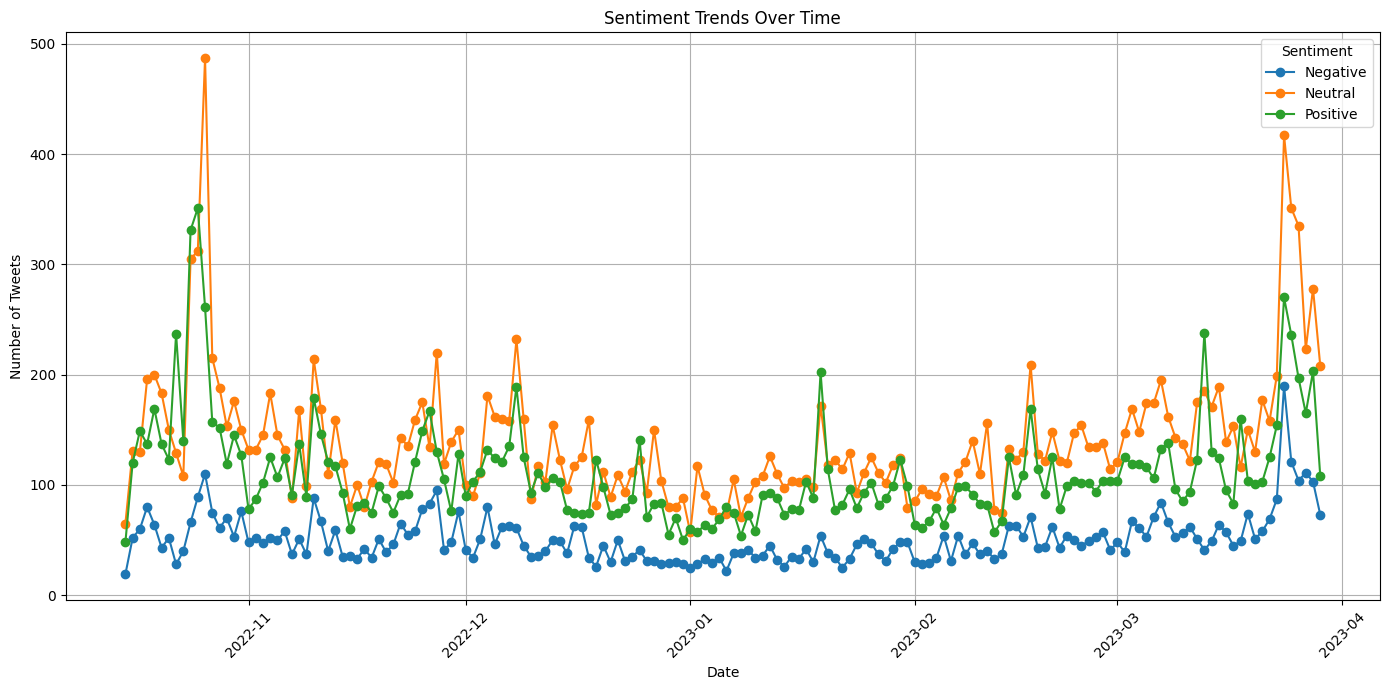 Sentiment Trends Over Time
500
400
300
200
100
0
Number of Tweets
Sentiment
Negative
Neutral
Positive
2022-11
2022-12
2023-01
2023-02
2023-03
2023-04
Date